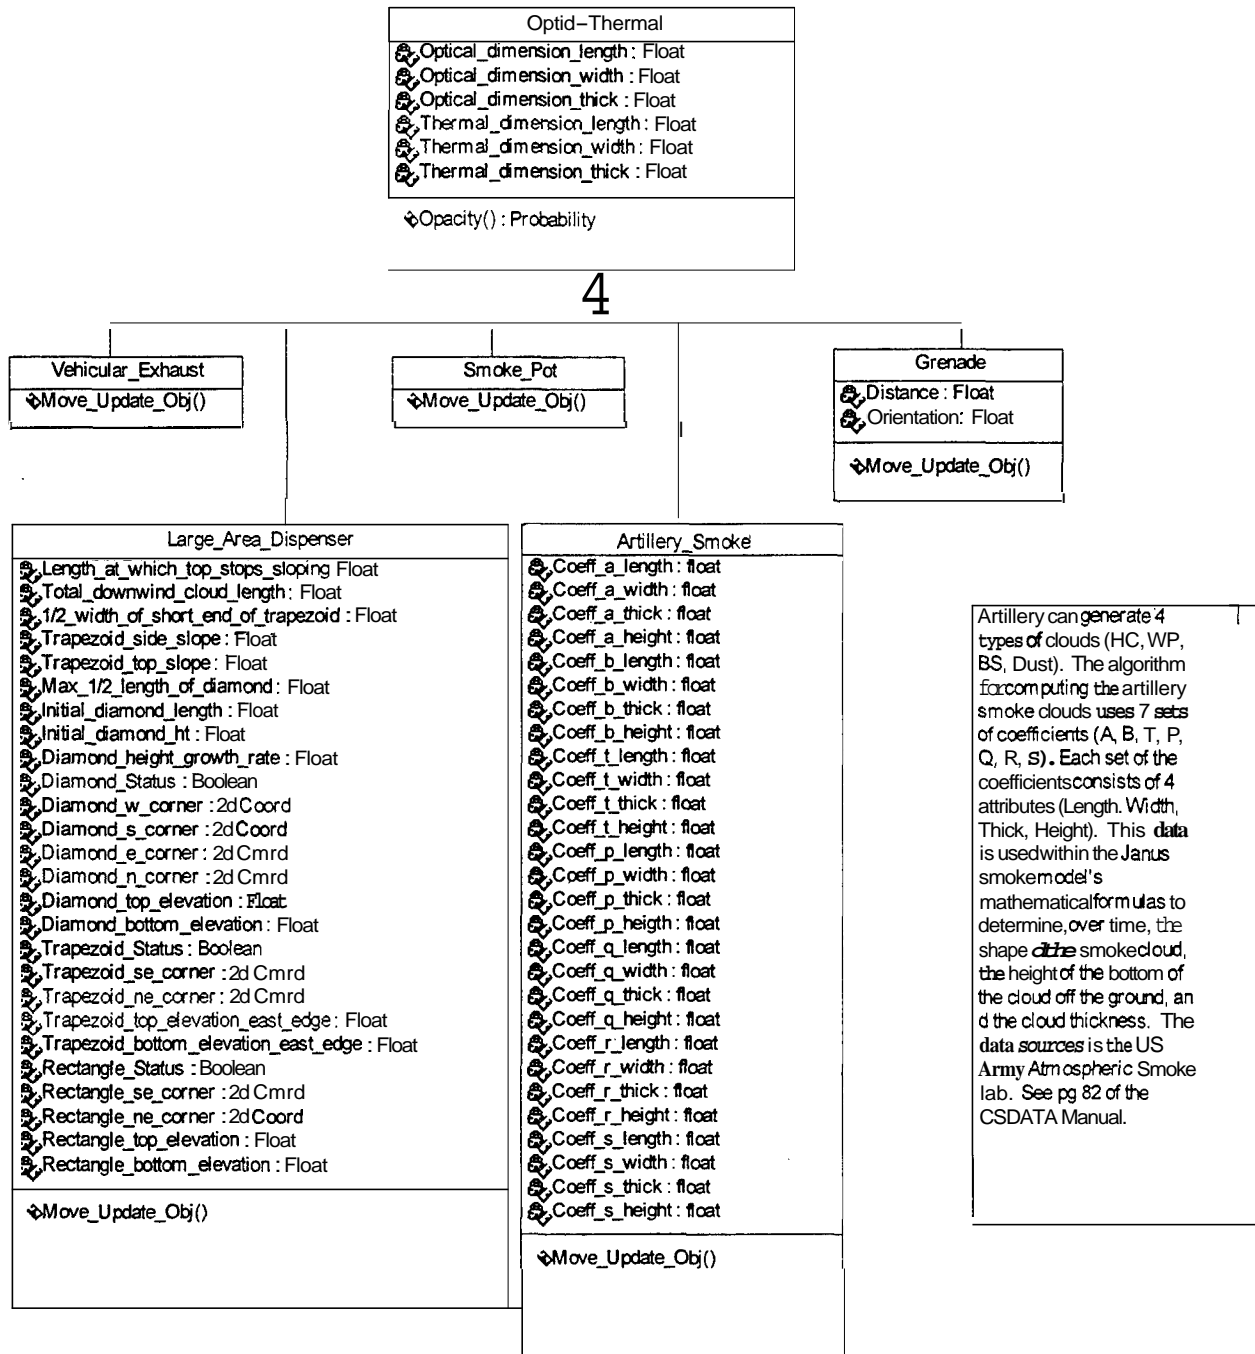 Optid-Thermal
Optical_dimension_length : Float
Optical_dimension_width : Float
Optical_dimension_thick : Float
Thermal_dimension_length : Float
Thermal_dimension_width : Float
Thermal_dimension_thick : Float
Opacity() : Probability
4
Vehicular_Exhaust
Move_Update_Obj()
Smoke_Pot
Move_Update_Obj()
Grenade
Distance : Float
Orientation: Float
Move_Update_Obj()
Large_Area_Dispenser
Length_at_which_top_stops_sloping Float
Total_downwind_cloud_length : Float
1/2_width_of_short_end_of_trapezoid : Float
Trapezoid_side_slope : Float
Trapezoid_top_slope : Float
Max_1/2_length_of_diamond : Float
Initial_diamond_length : Float
Initial_diamond_ht : Float
Diamond_height_growth_rate : Float
Diamond_Status : Boolean
Diamond_w_corner : 2d Coord
Diamond_s_corner : 2d Coord
Diamond_e_corner : 2d Cmrd
Diamond_n_corner : 2d Cmrd
Diamond_top_elevation : Float
Diamond_bottom_elevation : Float
Trapezoid_Status : Boolean
Trapezoid_se_corner : 2d Cmrd
Trapezoid_ne_corner : 2d Cmrd
Trapezoid_top_elevation_east_edge : Float
Trapezoid_bottom_elevation_east_edge : Float
Rectangle_Status : Boolean
Rectangle_se_corner : 2d Cmrd
Rectangle_ne_corner : 2d Coord
Rectangle_top_elevation : Float
Rectangle_bottom_elevation : Float
Move_Update_Obj()
Artillery_Smoke
Coeff_a_length : float
Coeff_a_width : float
Coeff_a_thick : float
Coeff_a_height : float
Coeff_b_length : float
Coeff_b_width : float
Coeff_b_thick : float
Coeff_b_height : float
Coeff_t_length : float
Coeff_t_width : float
Coeff_t_thick : float
Coeff_t_height : float
Coeff_p_length : float
Coeff_p_width : float
Coeff_p_thick : float
Coeff_p_heigth : float
Coeff_q_length : float
Coeff_q_width : float
Coeff_q_thick : float
Coeff_q_height : float
Coeff_r_length : float
Coeff_r_width : float
Coeff_r_thick : float
Coeff_r_height : float
Coeff_s_length : float
Coeff_s_width : float
Coeff_s_thick : float
Coeff_s_height : float
Move_Update_Obj()
Artillery can generate 4
types of clouds (HC, WP,
BS, Dust). The algorithm
for computing the artillery
smoke clouds uses 7 sets
of coefficients (A, B, T, P,
Q, R, S). Each set of the
coefficients consists of 4
attributes (Length. Width,
Thick, Height). This data
is used within the Janus
smoke model's
mathematical formulas to
determine, over time, the
shape dthe smoke cloud,
the height of the bottom of
the cloud off the ground, an
d the cloud thickness. The
data sources is the US
Army Atmospheric Smoke
lab. See pg 82 of the
CSDATA Manual.